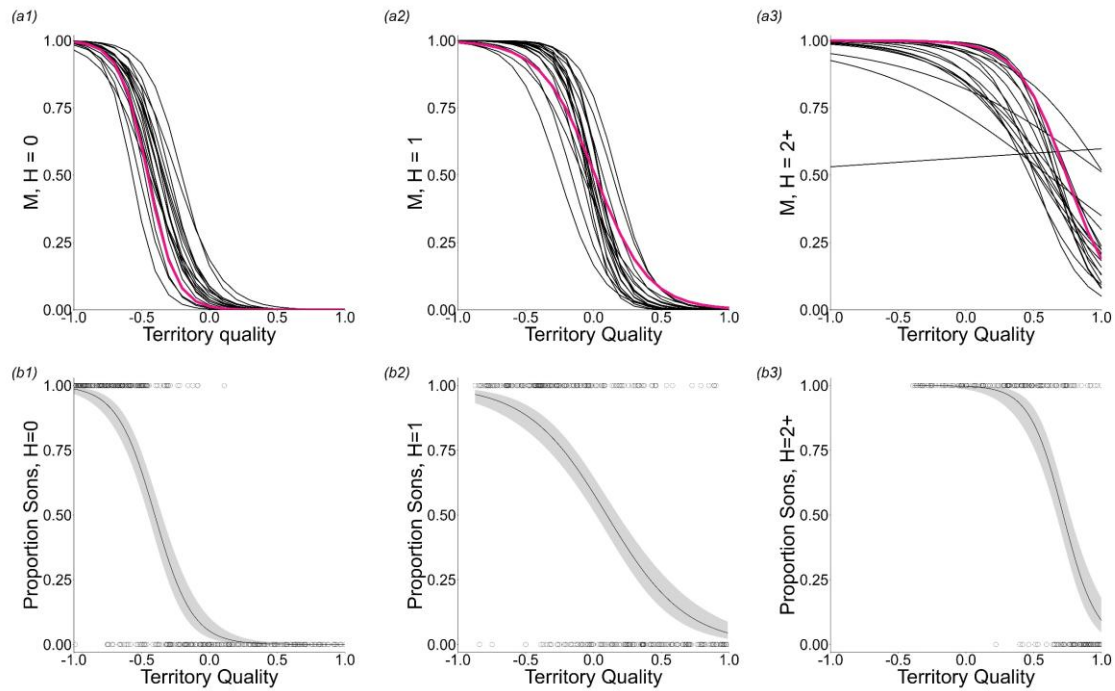 (a1)
M, H = 0
1.00
0.75
0.50
0.25
0.00
-1.0 -0.5 0.0 0.5 1.0
Territory quality
(a2)
M, H = 1
1.00
0.75
0.50
0.25
0.00
-1.0 -0.5 0.0 0.5 1.0
Territory Quality
(a3)
M, H = 2+
1.00
0.75
0.50
0.25
0.00
-1.0 -0.5 0.0 0.5 1.0
Territory Quality
(b1)
Proportion Sons, H=0
1.00
0.75
0.50
0.25
0.00
-1.0 -0.5 0.0 0.5 1.0
Territory Quality
(b2)
Proportion Sons, H=1
1.00
0.75
0.50
0.25
0.00
-1.0 -0.5 0.0 0.5 1.0
Territory Quality
(b3)
Proportion Sons, H=2+
1.00
0.75
0.50
0.25
0.00
-1.0 -0.5 0.0 0.5 1.0
Territory Quality